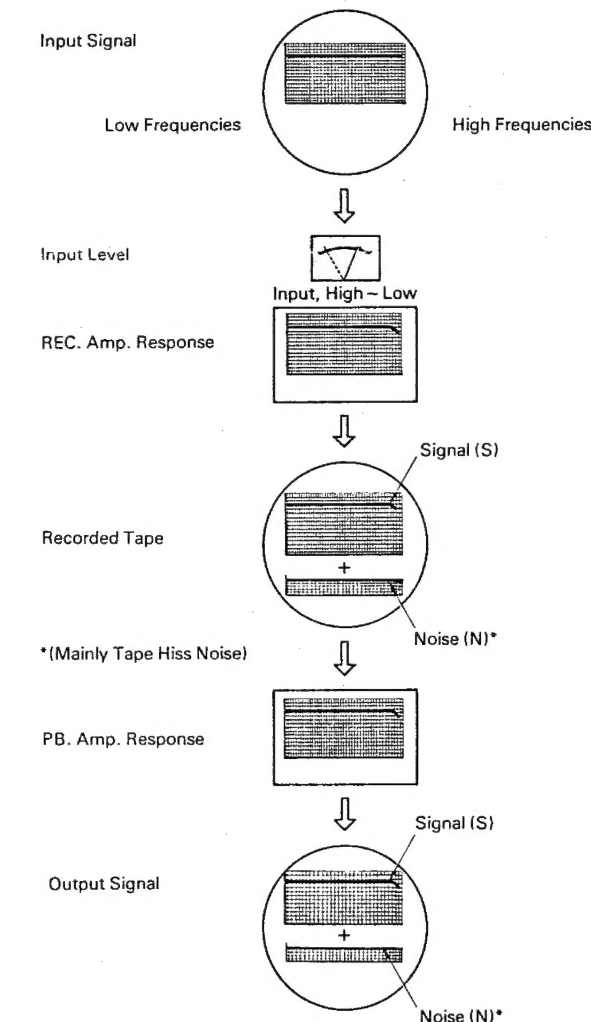 Input Signal
Low Frequencies
High Frequencies
Input Level
Input, High – Low
REC. Amp. Response
Signal (S)
Recorded Tape
+
Noise (N)*
*(Mainly Tape Hiss Noise)
PB. Amp. Response
Signal (S)
Output Signal
+
Noise (N)*